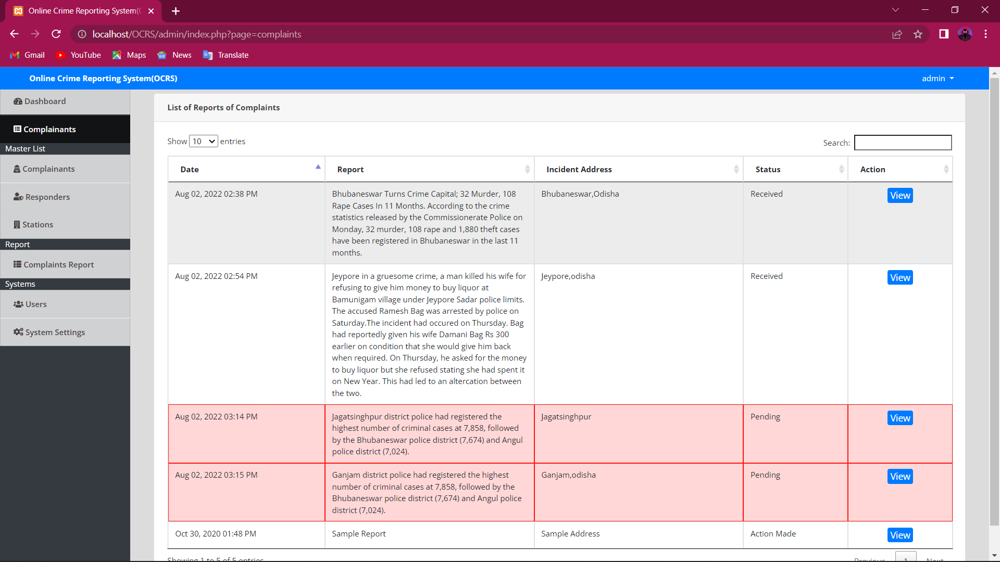 Online Crime Reporting System(C
localhost/OCRS/admin/index.php?page=complaints
Gmail YouTube Maps News Translate
Online Crime Reporting System(OCRS) admin
Dashboard
Complainants
Master List
Complainants
Responders
Stations
Report
Complaints Report
Systems
Users
System Settings
List of Reports of Complaints
Show 10 entries Search:
Date Report Incident Address Status Action
Aug 02, 2022 02:38 PM Bhubaneswar Turns Crime Capital; 32 Murder, 108 Bhubaneswar,Odisha Received View
Rape Cases In 11 Months. According to the crime
statistics released by the Commissionerate Police on
Monday, 32 murder, 108 rape and 1,880 theft cases
have been registered in Bhubaneswar in the last 11
months.
Aug 02, 2022 02:54 PM Jeypore in a gruesome crime, a man killed his wife for Jeypore,odisha Received View
refusing to give him money to buy liquor at
Bamunigam village under Jeypore Sadar police limits.
The accused Ramesh Bag was arrested by police on
Saturday.The incident had occured on Thursday. Bag
had reportedly given his wife Damani Bag Rs 300
earlier on condition that she would give him back
when required. On Thursday, he asked for the money
to buy liquor but she refused stating she had spent it
on New Year. This had led to an altercation between
the two.
Aug 02, 2022 03:14 PM Jagatsinghpur district police had registered the Jagatsinghpur Pending View
highest number of criminal cases at 7,858, followed
by the Bhubaneswar police district (7,674) and Angul
police district (7,024).
Aug 02, 2022 03:15 PM Ganjam district police had registered the highest Ganjam,odisha Pending View
number of criminal cases at 7,858, followed by the
Bhubaneswar police district (7,674) and Angul police
district (7,024).
Oct 30, 2020 01:48 PM Sample Report Sample Address Action Made View
Showing 1 to 5 of 5 entries Previous 1 Next